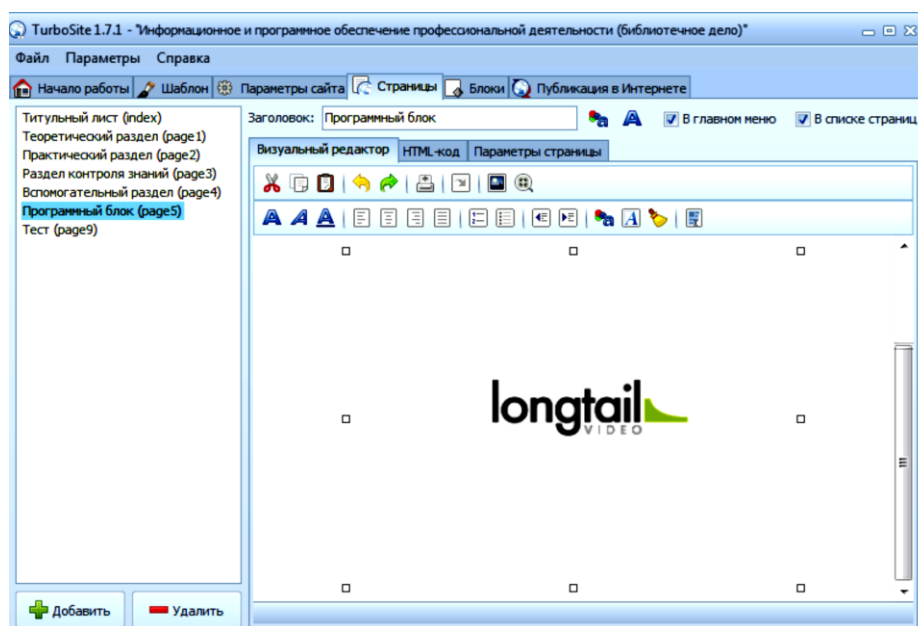 TurboSite 1.7.1 - "Информационное и программное обеспечение профессиональной деятельности (библиотечное дело)"
Файл Параметры Справка
Начало работы Шаблон Параметры сайта Страницы Блоки Публикация в Интернете
Титульный лист (index)
Теоретический раздел (page1)
Практический раздел (page2)
Раздел контроля знаний (page3)
Вспомогательный раздел (page4)
Программный блок (page5)
Тест (page9)
Заголовок: Программный блок В главном меню В списке страниц
Визуальный редактор HTML-код Параметры страницы
longtail
VIDEO
Добавить Удалить